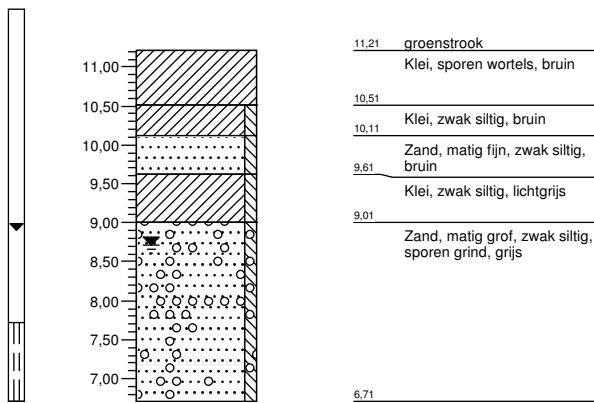 11,21 groenstrook
Klei, sporen wortels, bruin
11,00
10,51
10,50
Klei, zwak siltig, bruin
10,11
10,00
Zand, matig fijn, zwak siltig,
bruin
9,61
9,50
Klei, zwak siltig, lichtgrijs
9,01
9,00
Zand, matig grof, zwak siltig,
sporen grind, grijs
8,50
8,00
7,50
7,00
6,71